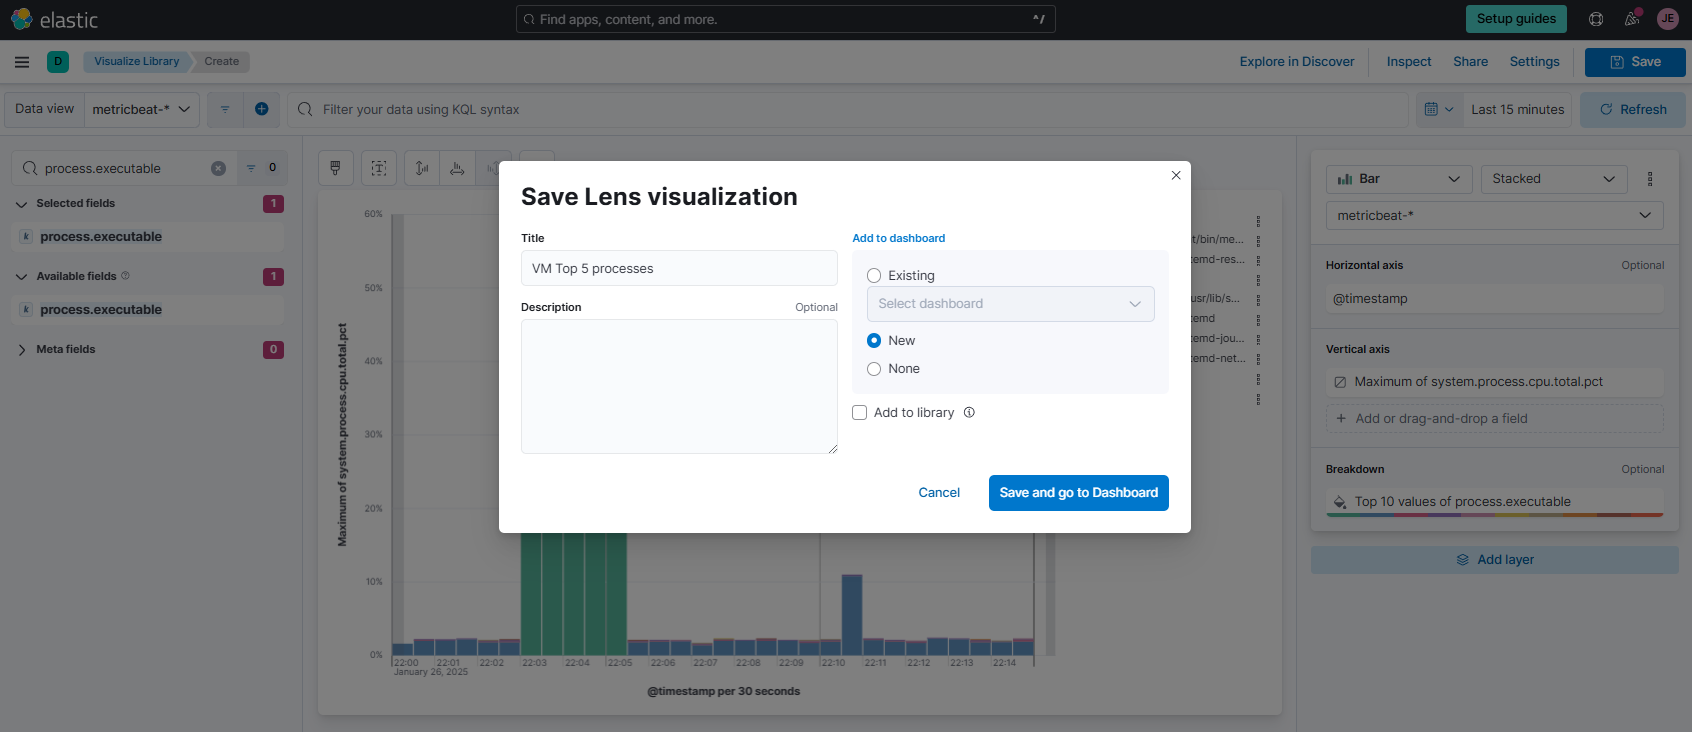 elastic
Find apps, content, and more.
^/
Setup guides
JE
D
Visualize Library
Create
Explore in Discover
Inspect
Share
Settings
Save
Data view
metricbeat-*
Filter your data using KQL syntax
Last 15 minutes
Refresh
process.executable
0
Selected fields
1
k process.executable
Available fields
1
k process.executable
Meta fields
0
Save Lens visualization
Title
VM Top 5 processes
Description
Optional
Add to dashboard
Existing
Select dashboard
New
None
Add to library
Cancel
Save and go to Dashboard
Maximum of system.process.cpu.total.pct
60%
50%
40%
30%
20%
10%
0%
22:00
22:01
22:02
22:03
22:04
22:05
22:06
22:07
22:08
22:09
22:10
22:11
22:12
22:13
22:14
January 26, 2025
@timestamp per 30 seconds
t/bin/me...
temd-res...
usr/lib/s...
temd
temd-jou...
temd-net...
Bar
Stacked
metricbeat-*
Horizontal axis
Optional
@timestamp
Vertical axis
Maximum of system.process.cpu.total.pct
Add or drag-and-drop a field
Breakdown
Optional
Top 10 values of process.executable
Add layer